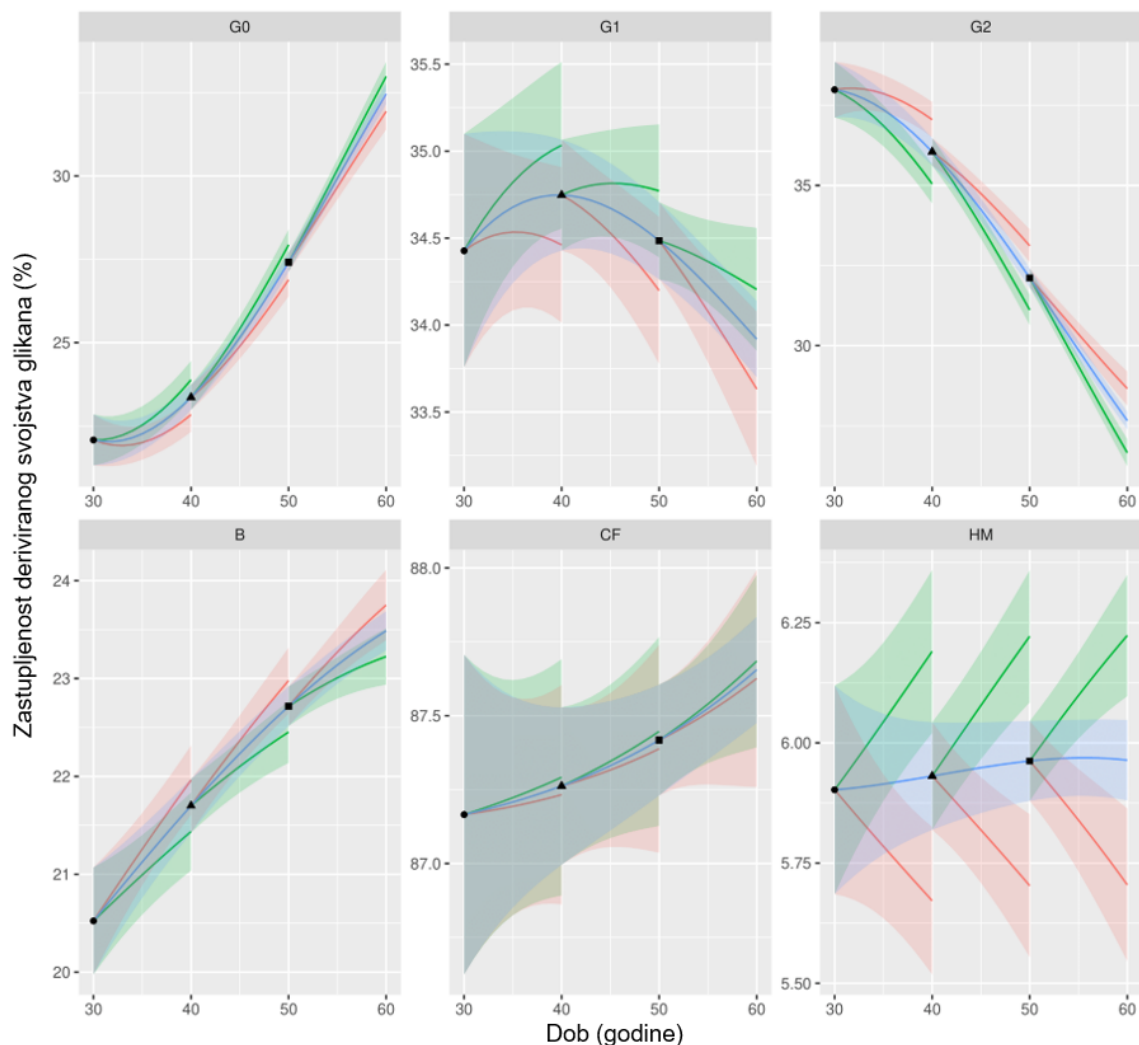 G0
G1
G2
30
25
35.5
35.0
34.5
34.0
33.5
35
30
30 40 50 60
30 40 50 60
30 40 50 60
B
CF
HM
24
23
22
21
20
88.0
87.5
87.0
6.25
6.00
5.75
5.50
30 40 50 60
30 40 50 60
30 40 50 60
Zastupljenost deriviranog svojstva glikana (%)
Dob (godine)